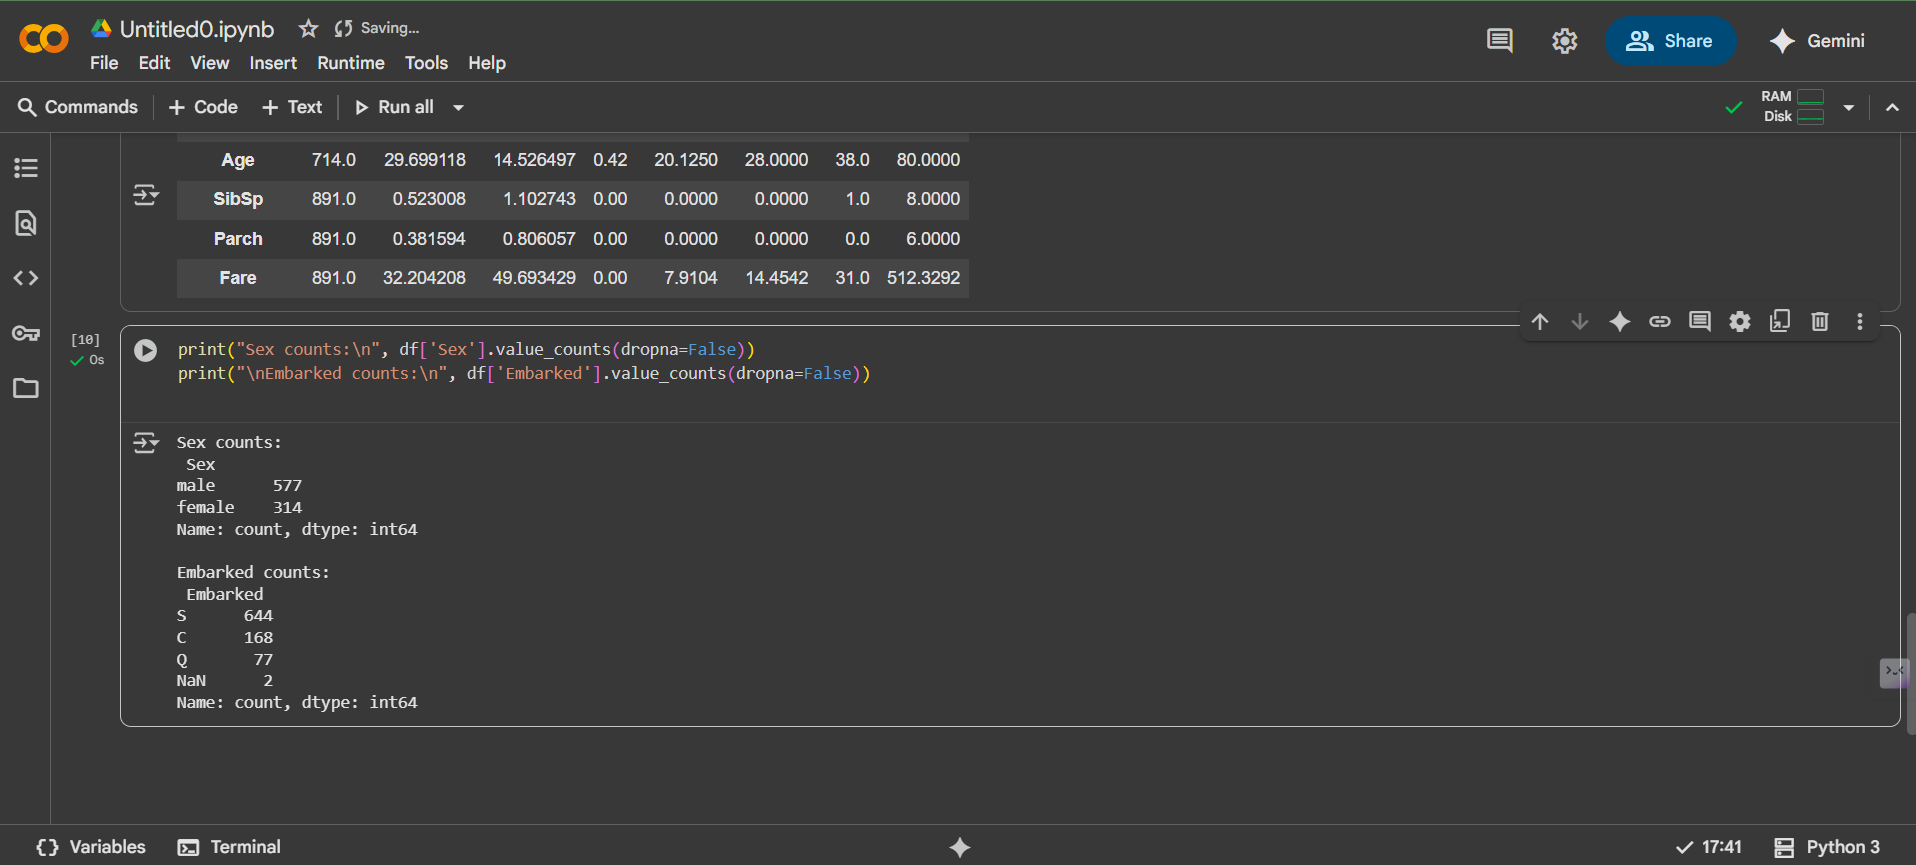 Untitled0.ipynb Saving...
File Edit View Insert Runtime Tools Help
Share Gemini
Commands + Code + Text Run all
RAM
Disk
Age 714.0 29.699118 14.526497 0.42 20.1250 28.0000 38.0 80.0000
SibSp 891.0 0.523008 1.102743 0.00 0.0000 0.0000 1.0 8.0000
Parch 891.0 0.381594 0.806057 0.00 0.0000 0.0000 0.0 6.0000
Fare 891.0 32.204208 49.693429 0.00 7.9104 14.4542 31.0 512.3292
[10]
0s
print("Sex counts:\n", df['Sex'].value_counts(dropna=False))
print("\nEmbarked counts:\n", df['Embarked'].value_counts(dropna=False))
Sex counts:
Sex
male 577
female 314
Name: count, dtype: int64
Embarked counts:
Embarked
S 644
C 168
Q 77
NaN 2
Name: count, dtype: int64
Variables Terminal 17:41 Python 3